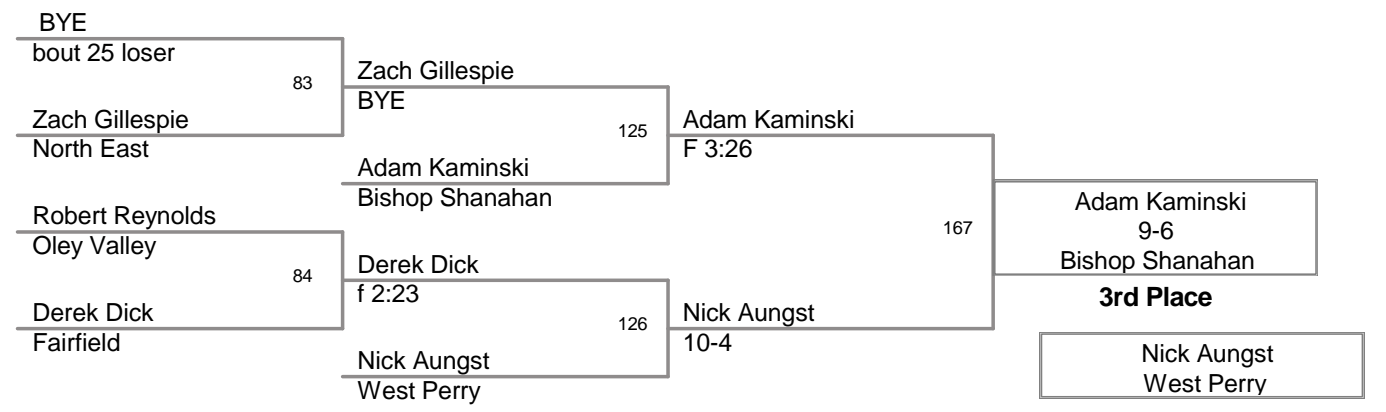 BYE
bout 25 loser
83
Zach Gillespie
North East
Zach Gillespie
BYE
125
Adam Kaminski
Bishop Shanahan
Adam Kaminski
F 3:26
Robert Reynolds
Oley Valley
84
Derek Dick
Fairfield
Derek Dick
f 2:23
126
Nick Aungst
West Perry
Nick Aungst
10-4
167
Adam Kaminski
9-6
Bishop Shanahan
3rd Place
Nick Aungst
West Perry